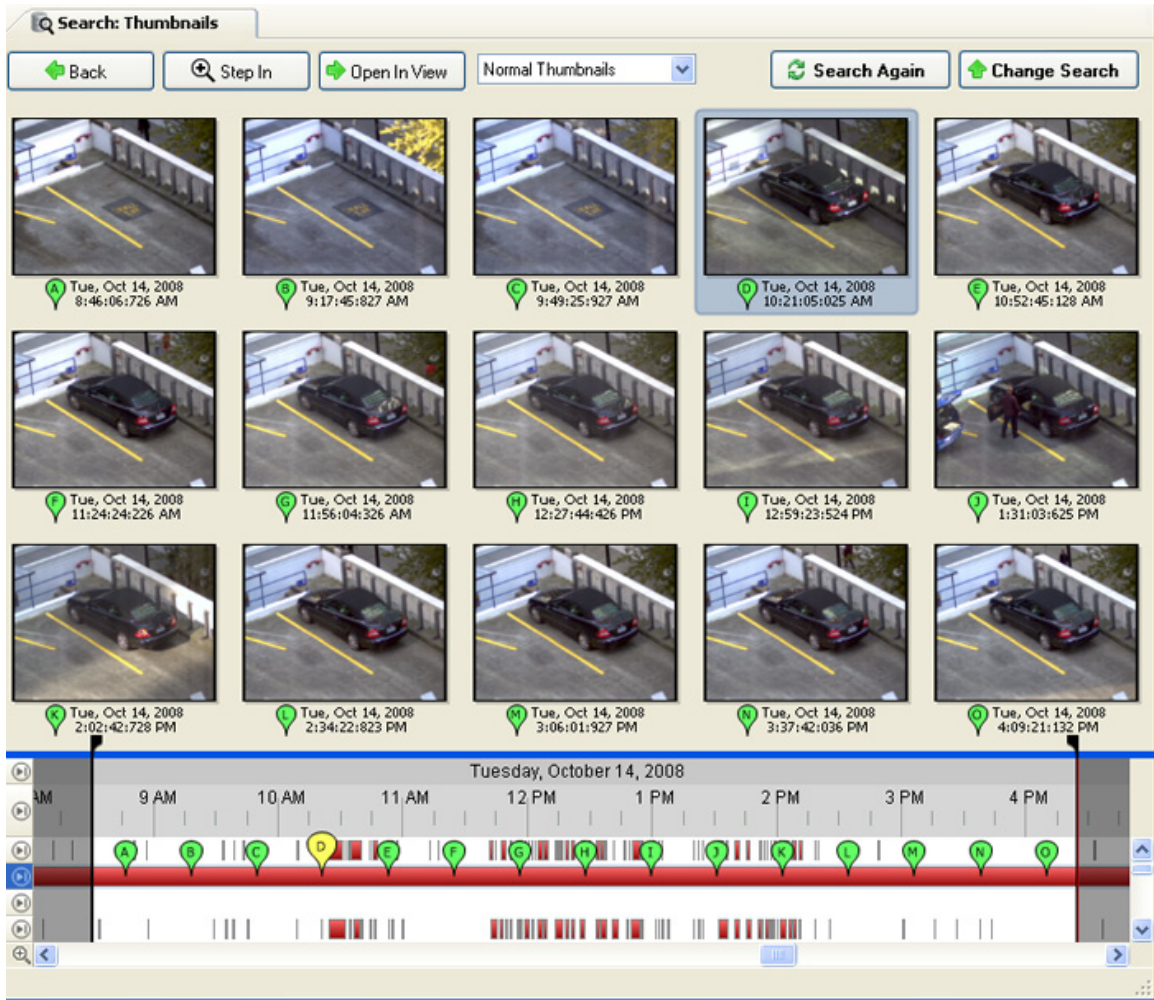 Search: Thumbnails
Back
Step In
Open In View
Normal Thumbnails
Search Again
Change Search
A Tue, Oct 14, 2008
8:46:06:726 AM
B Tue, Oct 14, 2008
9:17:45:827 AM
C Tue, Oct 14, 2008
9:49:25:927 AM
D Tue, Oct 14, 2008
10:21:05:025 AM
E Tue, Oct 14, 2008
10:52:45:128 AM
F Tue, Oct 14, 2008
11:24:24:226 AM
G Tue, Oct 14, 2008
11:56:04:326 AM
H Tue, Oct 14, 2008
12:27:44:426 PM
I Tue, Oct 14, 2008
12:59:23:524 PM
J Tue, Oct 14, 2008
1:31:03:625 PM
K Tue, Oct 14, 2008
2:02:42:728 PM
L Tue, Oct 14, 2008
2:34:22:823 PM
M Tue, Oct 14, 2008
3:06:01:927 PM
N Tue, Oct 14, 2008
3:37:42:036 PM
O Tue, Oct 14, 2008
4:09:21:132 PM
Tuesday, October 14, 2008
AM 9 AM 10 AM 11 AM 12 PM 1 PM 2 PM 3 PM 4 PM
A B C D E F G H I J K L M N O